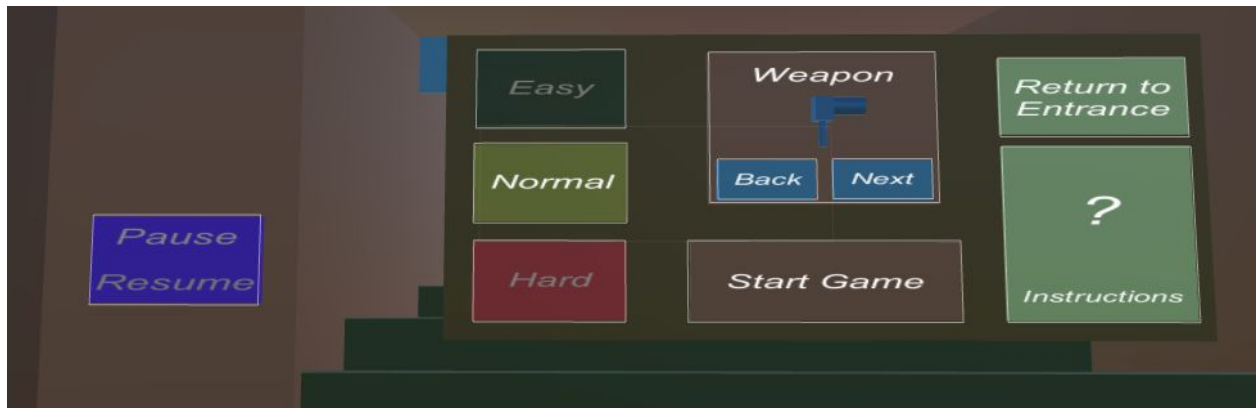 Pause
Resume
Easy
Normal
Hard
Weapon
Back
Next
Start Game
Return to
Entrance
?
Instructions